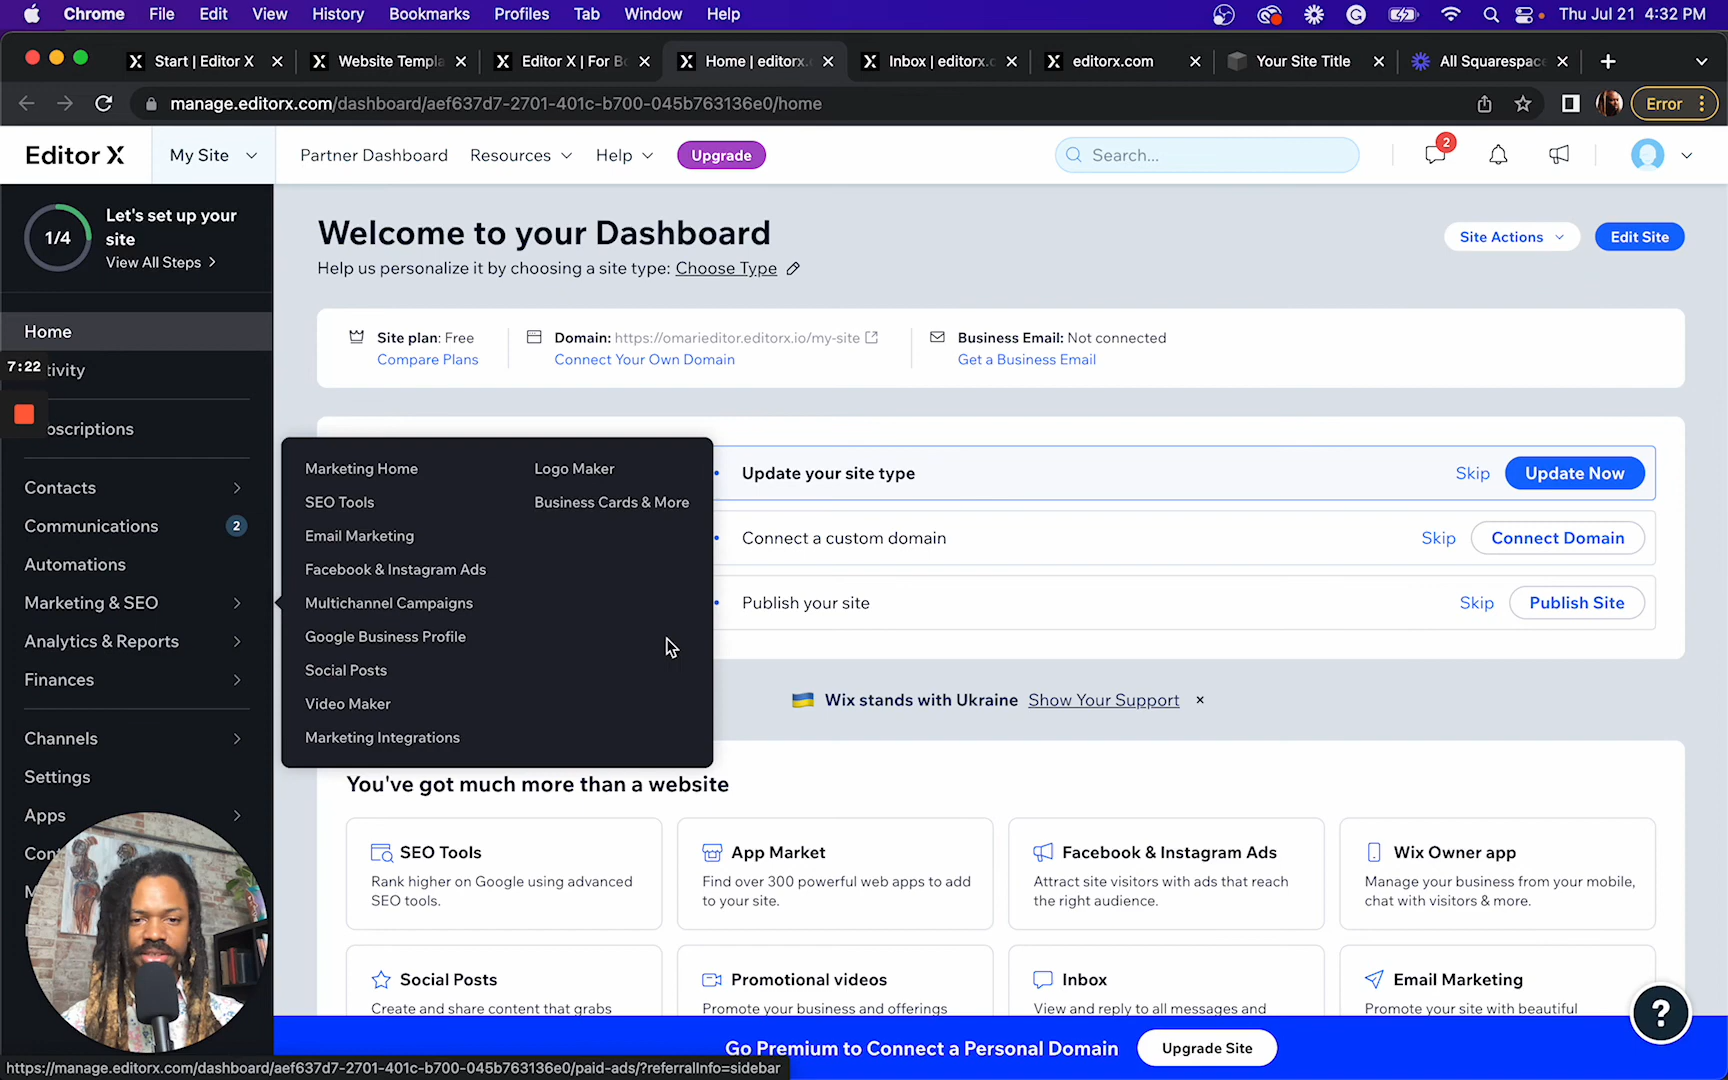 Chrome File Edit View History Bookmarks Profiles Tab Window Help Thu Jul 21 4:32 PM
Start | Editor X
Website Templa
Editor X | For Bu
Home | editorx.
Inbox | editorx.c
editorx.com
Your Site Title
All Squarespace
manage.editorx.com/dashboard/aef637d7-2701-401c-b700-045b763136e0/home
Error
Editor X
My Site
Partner Dashboard
Resources
Help
Upgrade
Search...
2
1/4
Let's set up your
site
View All Steps >
Home
7:22
tivity
oscriptions
Contacts
Communications 2
Automations
Marketing & SEO
Analytics & Reports
Finances
Channels
Settings
Apps
Con
M
Marketing Home
SEO Tools
Email Marketing
Facebook & Instagram Ads
Multichannel Campaigns
Google Business Profile
Social Posts
Video Maker
Marketing Integrations
Logo Maker
Business Cards & More
Welcome to your Dashboard
Help us personalize it by choosing a site type: Choose Type
Site Actions
Edit Site
Site plan: Free
Compare Plans
Domain: https://omarieditor.editorx.io/my-site
Connect Your Own Domain
Business Email: Not connected
Get a Business Email
Update your site type Skip Update Now
Connect a custom domain Skip Connect Domain
Publish your site Skip Publish Site
Wix stands with Ukraine Show Your Support ×
You've got much more than a website
SEO Tools
Rank higher on Google using advanced
SEO tools.
App Market
Find over 300 powerful web apps to add
to your site.
Facebook & Instagram Ads
Attract site visitors with ads that reach
the right audience.
Wix Owner app
Manage your business from your mobile,
chat with visitors & more.
Social Posts
Create and share content that grabs
Promotional videos
Promote your business and offerings
Inbox
View and reply to all messages and
Email Marketing
Promote your site with beautiful
?
Go Premium to Connect a Personal Domain Upgrade Site
https://manage.editorx.com/dashboard/aef637d7-2701-401c-b700-045b763136e0/paid-ads/?referralInfo=sidebar